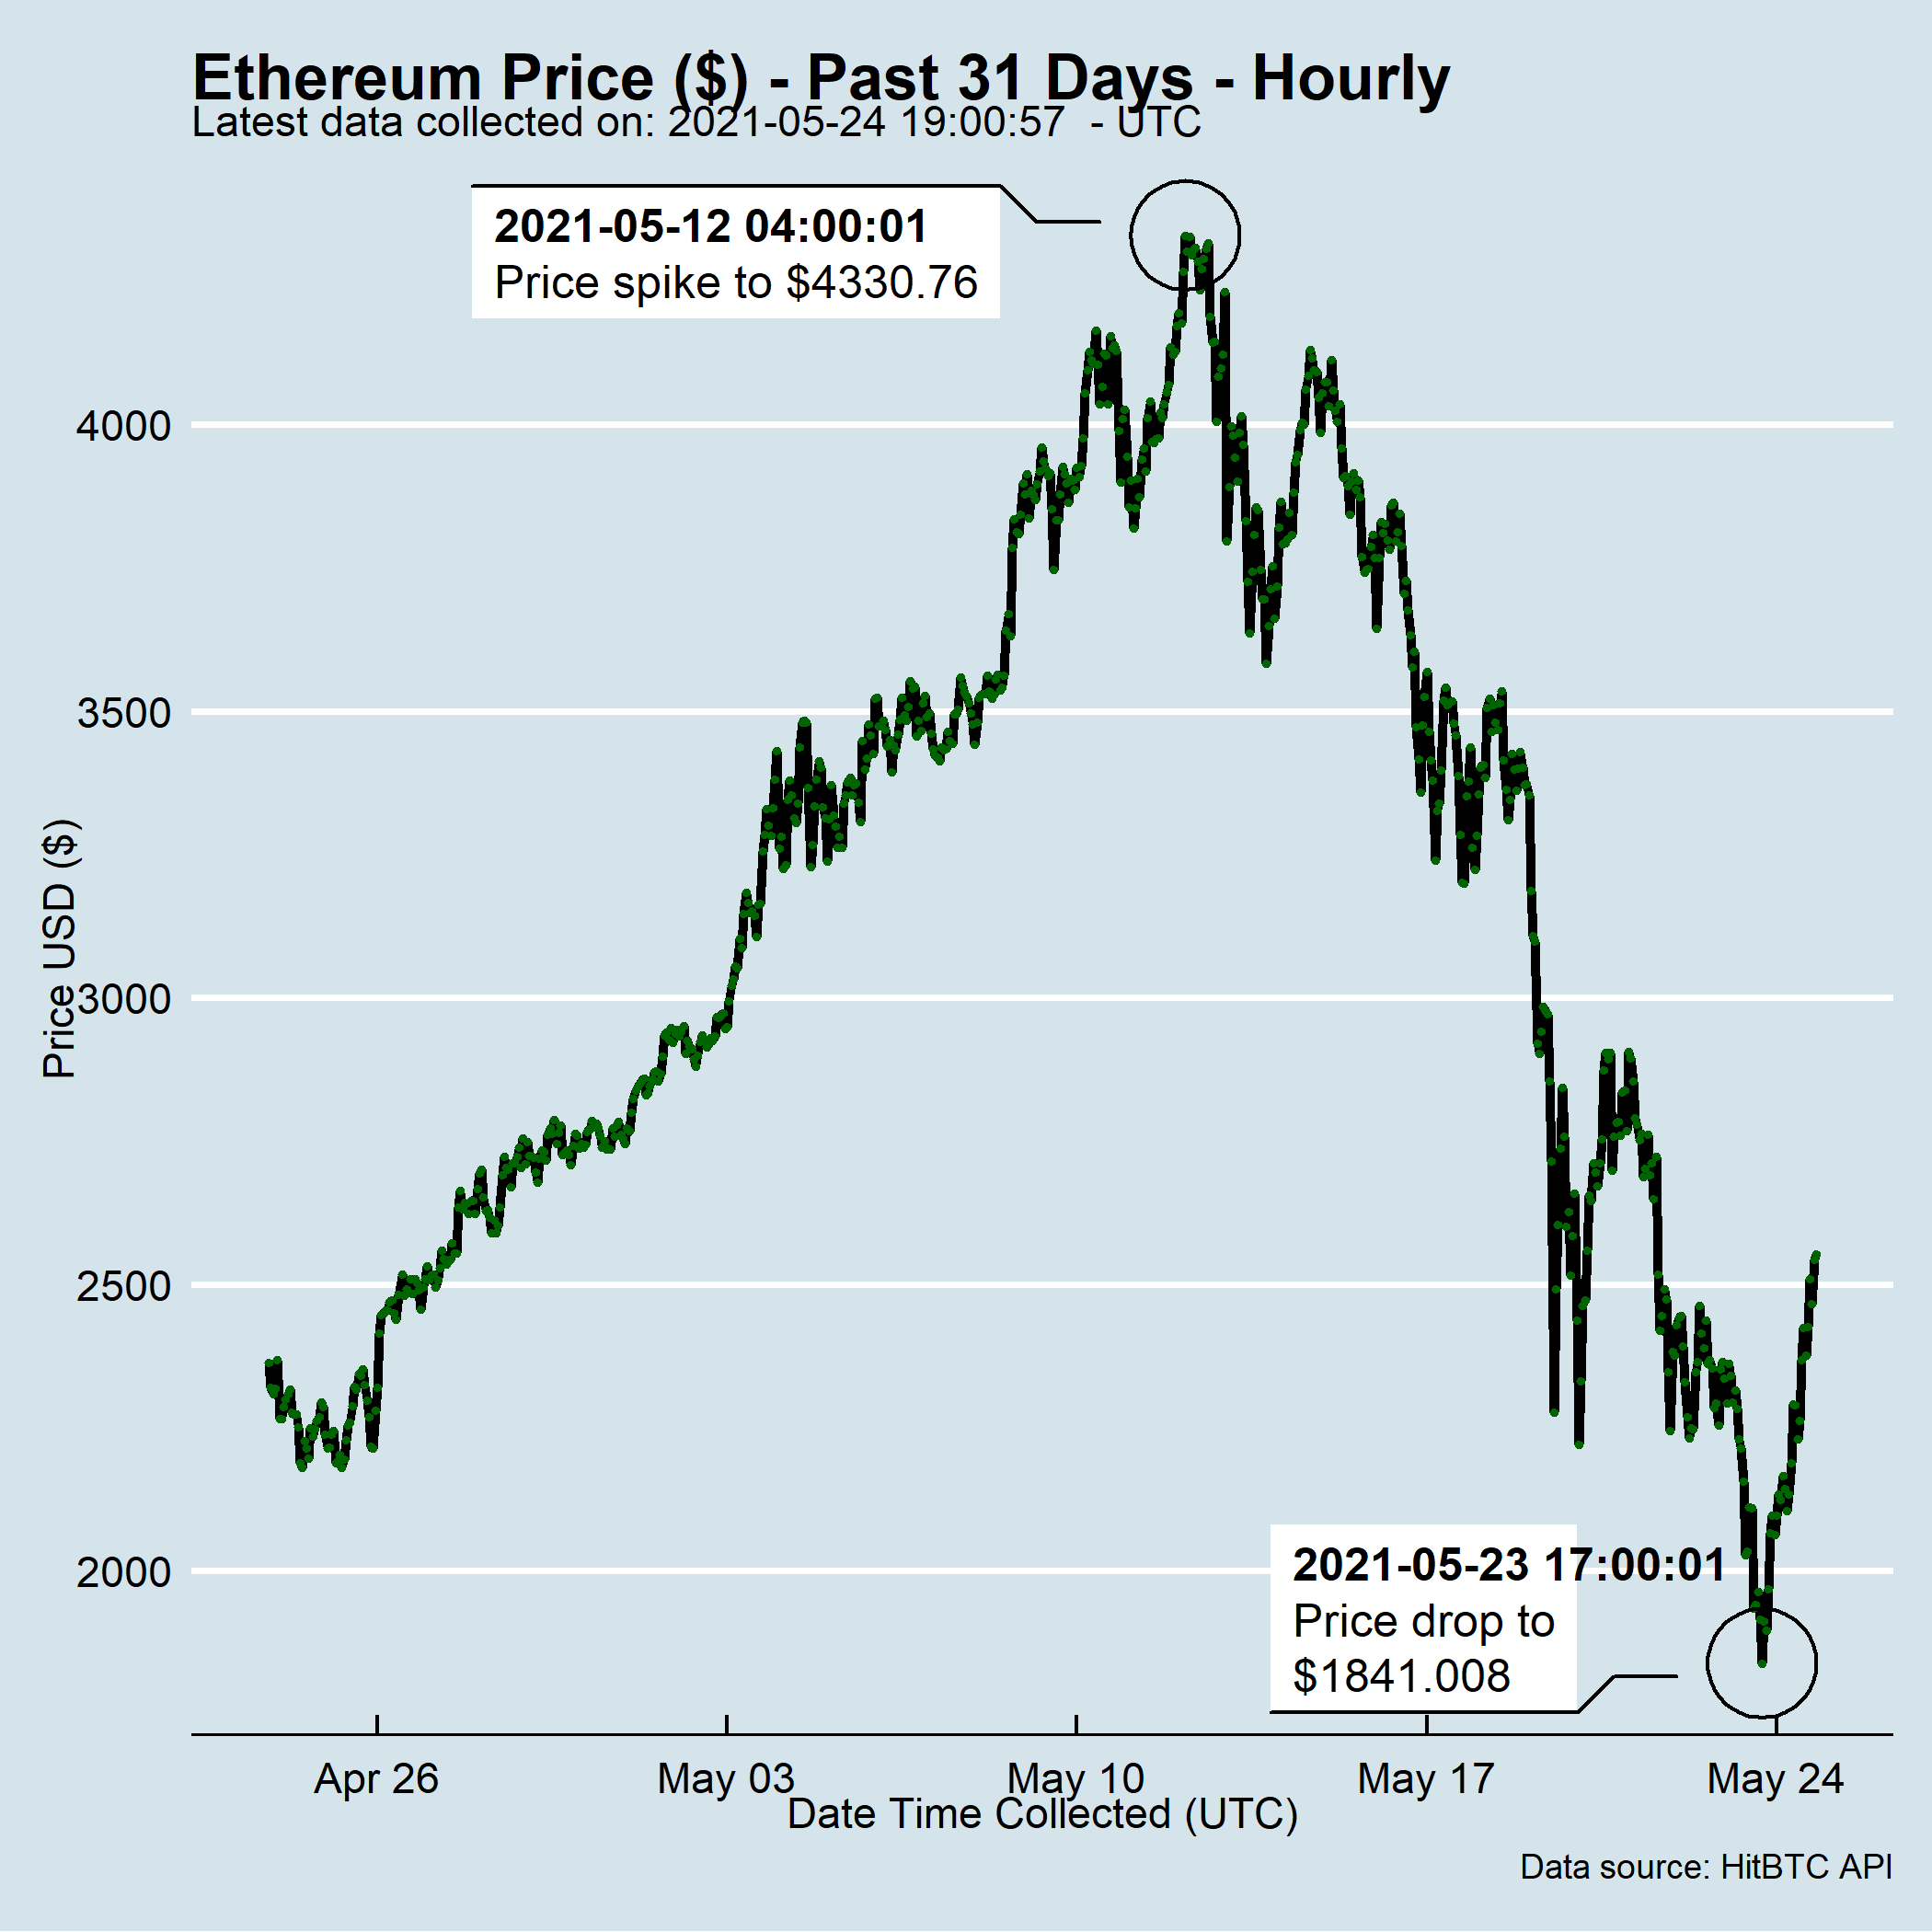 Ethereum Price ($) - Past 31 Days - Hourly
Latest data collected on: 2021-05-24 19:00:57  - UTC
2021-05-12 04:00:01
Price spike to $4330.76
4000
3500
3000
2500
2000
Price USD ($)
2021-05-23 17:00:01
Price drop to
$1841.008
Apr 26
May 03
May 10
May 17
May 24
Date Time Collected (UTC)
Data source: HitBTC API